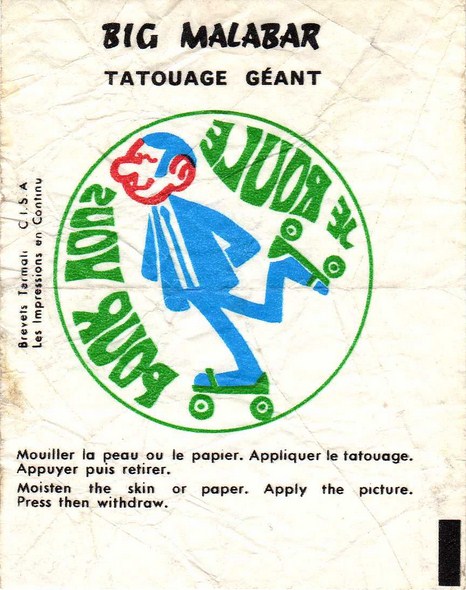 BIG MALABAR
TATOUAGE GÉANT
JE ROULE
POUR VOUS
Brevets Tarmali C.I.S.A
Les Impressions en Continu
Mouiller la peau ou le papier. Appliquer le tatouage.
Appuyer puis retirer.
Moisten the skin or paper. Apply the picture.
Press then withdraw.